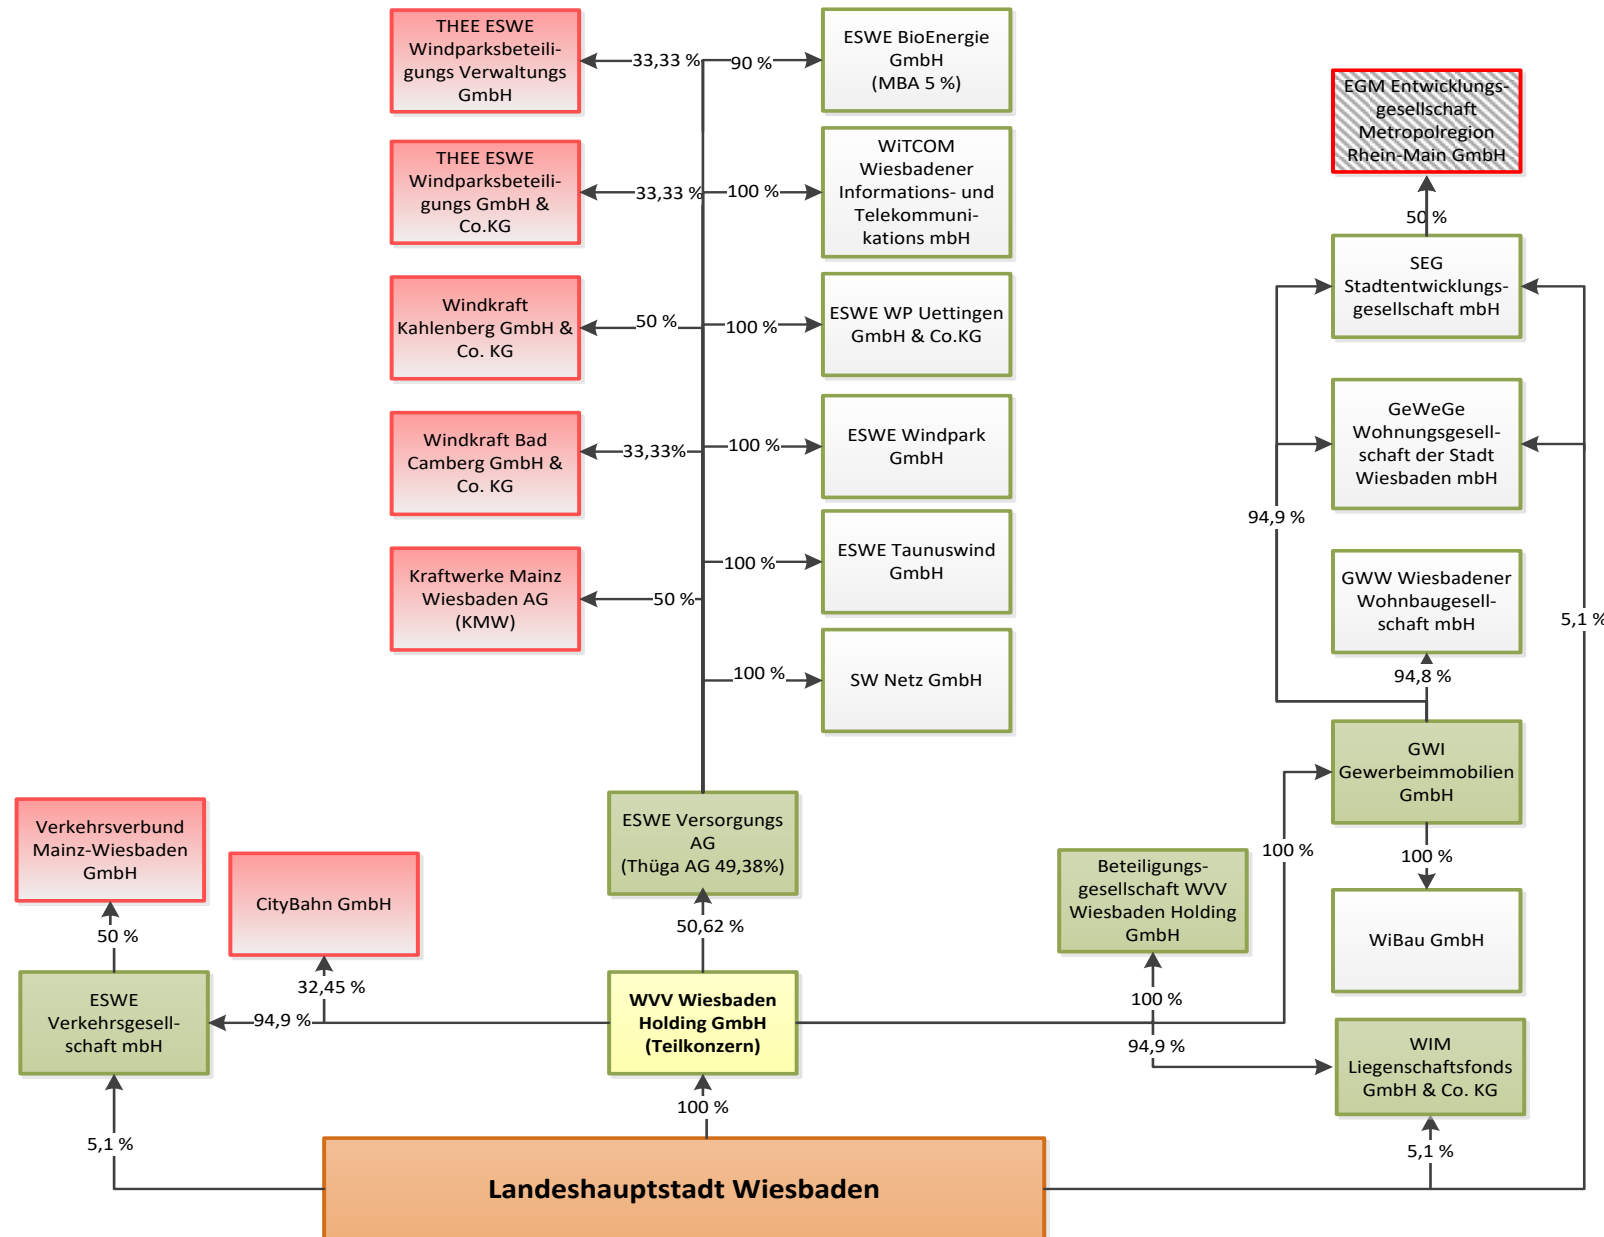 THEE ESWE
Windparksbeteili-
gungs Verwaltungs
GmbH
33,33 %
90 %
ESWE BioEnergie
GmbH
(MBA 5 %)
EGM Entwicklungs-
gesellschaft
Metropolregion
Rhein-Main GmbH
THEE ESWE
Windparksbeteili-
gungs GmbH &
Co.KG
33,33 %
100 %
WiTCOM
Wiesbadener
Informations- und
Telekommuni-
kations mbH
50 %
SEG
Stadtentwicklungs-
gesellschaft mbH
Windkraft
Kahlenberg GmbH &
Co. KG
50 %
100 %
ESWE WP Uettingen
GmbH & Co.KG
GeWeGe
Wohnungsgesell-
schaft der Stadt
Wiesbaden mbH
Windkraft Bad
Camberg GmbH &
Co. KG
33,33%
100 %
ESWE Windpark
GmbH
94,9 %
Kraftwerke Mainz
Wiesbaden AG
(KMW)
50 %
100 %
ESWE Taunuswind
GmbH
GWW Wiesbadener
Wohnbaugesell-
schaft mbH
5,1 %
94,8 %
100 %
SW Netz GmbH
GWI
Gewerbeimmobilien
GmbH
Verkehrsverbund
Mainz-Wiesbaden
GmbH
CityBahn GmbH
ESWE Versorgungs
AG
(Thüga AG 49,38%)
Beteiligungs-
gesellschaft WVV
Wiesbaden Holding
GmbH
100 %
100 %
WiBau GmbH
50 %
32,45 %
50,62 %
ESWE
Verkehrsgesell-
schaft mbH
94,9 %
WVV Wiesbaden
Holding GmbH
(Teilkonzern)
100 %
94,9 %
WIM
Liegenschaftsfonds
GmbH & Co. KG
5,1 %
100 %
5,1 %
Landeshauptstadt Wiesbaden